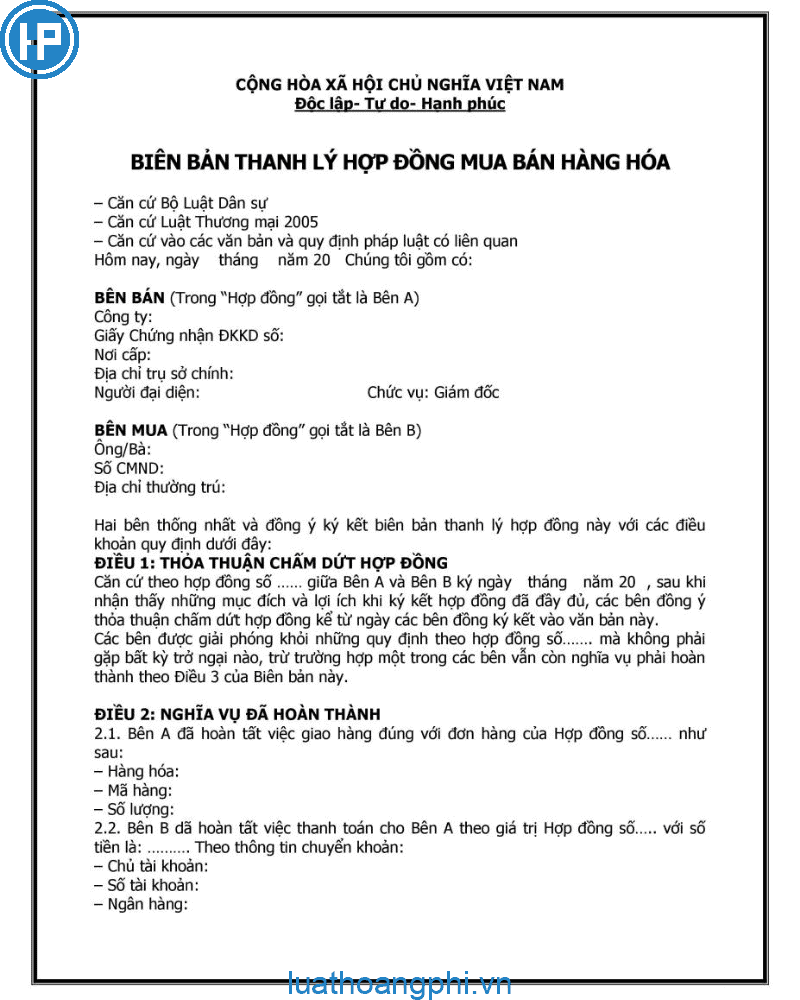 HP
CỘNG HÒA XÃ HỘI CHỦ NGHĨA VIỆT NAM
Độc lập- Tự do- Hạnh phúc
BIÊN BẢN THANH LÝ HỢP ĐỒNG MUA BÁN HÀNG HÓA
– Căn cứ Bộ Luật Dân sự
– Căn cứ Luật Thương mại 2005
– Căn cứ vào các văn bản và quy định pháp luật có liên quan
Hôm nay, ngày tháng năm 20 Chúng tôi gồm có:
BÊN BÁN (Trong “Hợp đồng” gọi tắt là Bên A)
Công ty:
Giấy Chứng nhận ĐKKD số:
Nơi cấp:
Địa chỉ trụ sở chính:
Người đại diện: Chức vụ: Giám đốc
BÊN MUA (Trong “Hợp đồng” gọi tắt là Bên B)
Ông/Bà:
Số CMND:
Địa chỉ thường trú:
Hai bên thống nhất và đồng ý ký kết biên bản thanh lý hợp đồng này với các điều
khoản quy định dưới đây:
ĐIỀU 1: THỎA THUẬN CHẤM DỨT HỢP ĐỒNG
Căn cứ theo hợp đồng số …… giữa Bên A và Bên B ký ngày tháng năm 20 , sau khi
nhận thấy những mục đích và lợi ích khi ký kết hợp đồng đã đầy đủ, các bên đồng ý
thỏa thuận chấm dứt hợp đồng kể từ ngày các bên đồng ký kết vào văn bản này.
Các bên được giải phóng khỏi những quy định theo hợp đồng số……. mà không phải
gặp bất kỳ trở ngại nào, trừ trường hợp một trong các bên vẫn còn nghĩa vụ phải hoàn
thành theo Điều 3 của Biên bản này.
ĐIỀU 2: NGHĨA VỤ ĐÃ HOÀN THÀNH
2.1. Bên A đã hoàn tất việc giao hàng đúng với đơn hàng của Hợp đồng số…… như
sau:
– Hàng hóa:
– Mã hàng:
– Số lượng:
2.2. Bên B dã hoàn tất việc thanh toán cho Bên A theo giá trị Hợp đồng số….. với số
tiền là: ………. Theo thông tin chuyển khoản:
– Chủ tài khoản:
– Số tài khoản:
– Ngân hàng:
luathoangphi.vn